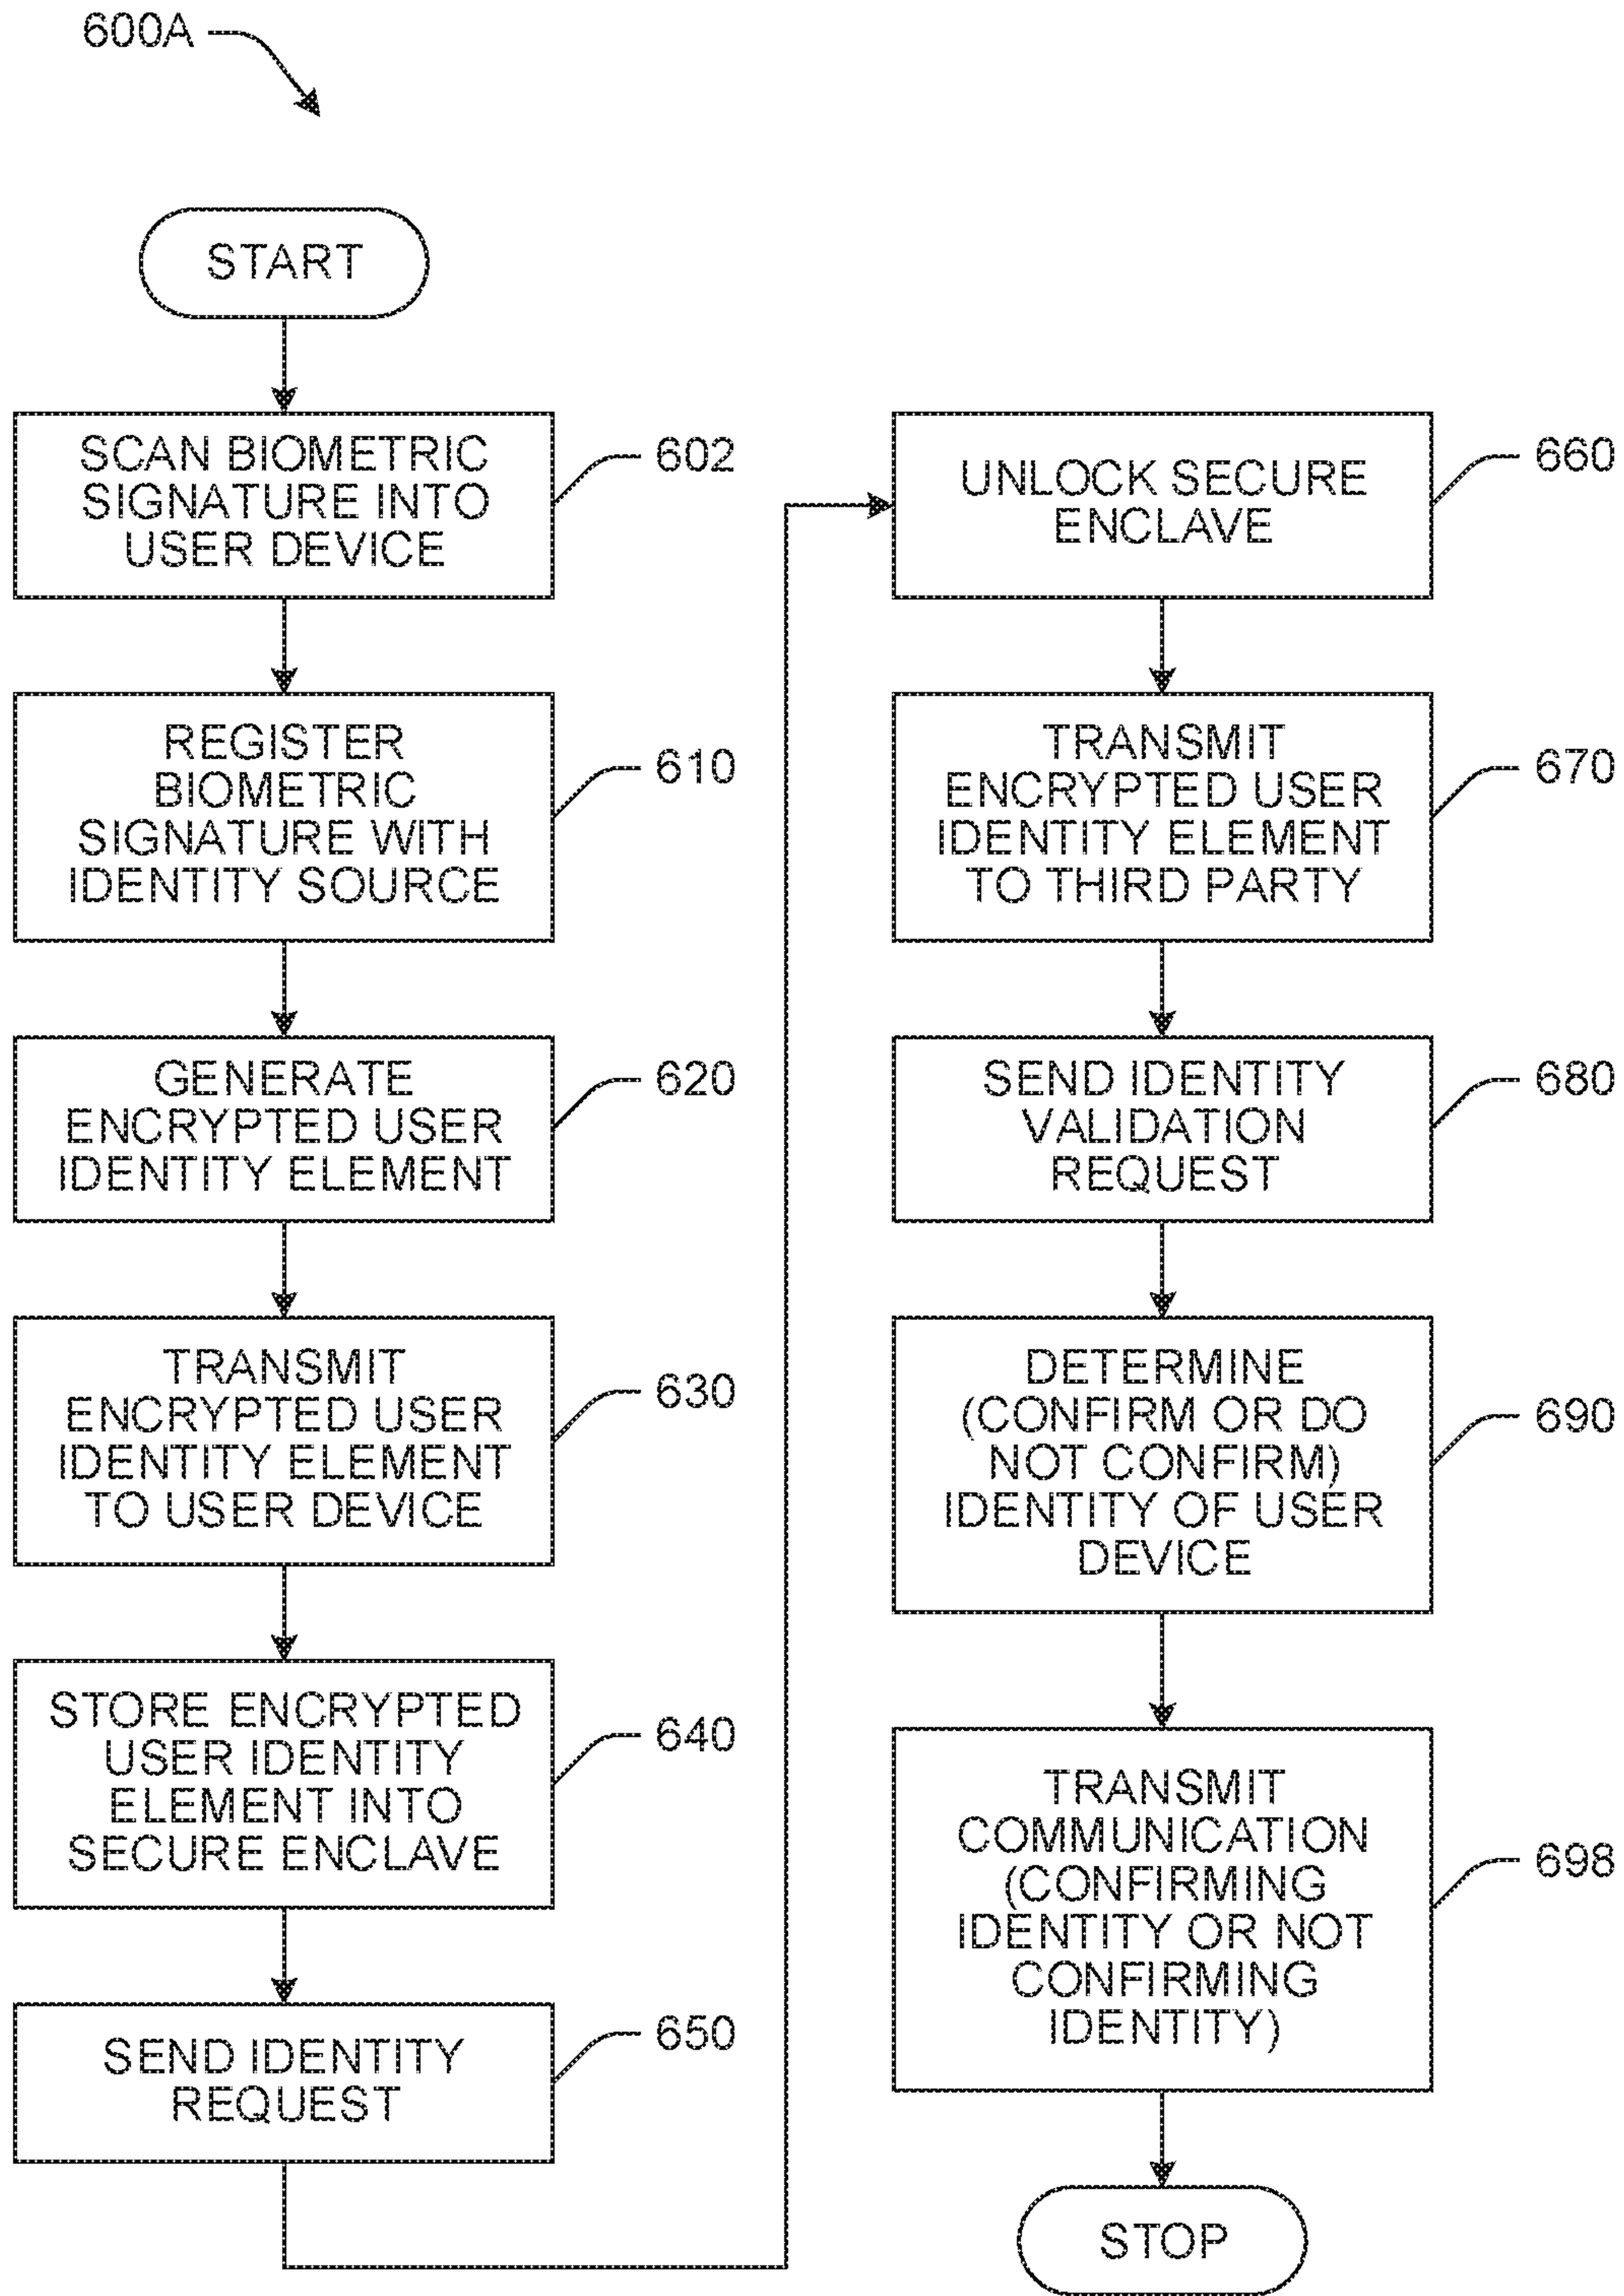 600A
START
SCAN BIOMETRIC
SIGNATURE INTO
USER DEVICE
602
REGISTER
BIOMETRIC
SIGNATURE WITH
IDENTITY SOURCE
610
GENERATE
ENCRYPTED USER
IDENTITY ELEMENT
620
TRANSMIT
ENCRYPTED USER
IDENTITY ELEMENT
TO USER DEVICE
630
STORE ENCRYPTED
USER IDENTITY
ELEMENT INTO
SECURE ENCLAVE
640
SEND IDENTITY
REQUEST
650
UNLOCK SECURE
ENCLAVE
660
TRANSMIT
ENCRYPTED USER
IDENTITY ELEMENT
TO THIRD PARTY
670
SEND IDENTITY
VALIDATION
REQUEST
680
DETERMINE
(CONFIRM OR DO
NOT CONFIRM)
IDENTITY OF USER
DEVICE
690
TRANSMIT
COMMUNICATION
(CONFIRMING
IDENTITY OR NOT
CONFIRMING
IDENTITY)
698
STOP